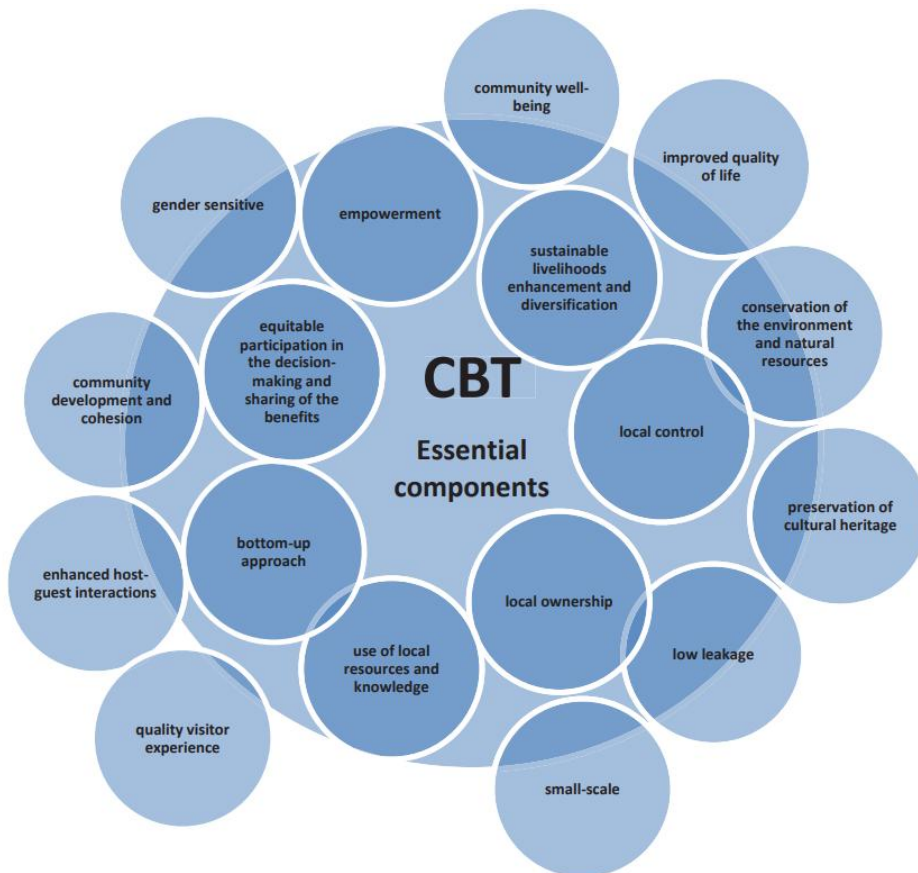 community well-
being
improved quality
of life
gender sensitive
empowerment
sustainable
livelihoods
enhancement and
diversification
conservation of
the environment
and natural
resources
equitable
participation in
the decision-
making and
sharing of the
benefits
community
development and
cohesion
CBT
Essential
components
local control
preservation of
cultural heritage
bottom-up
approach
enhanced host-
guest interactions
local ownership
use of local
resources and
knowledge
low leakage
quality visitor
experience
small-scale